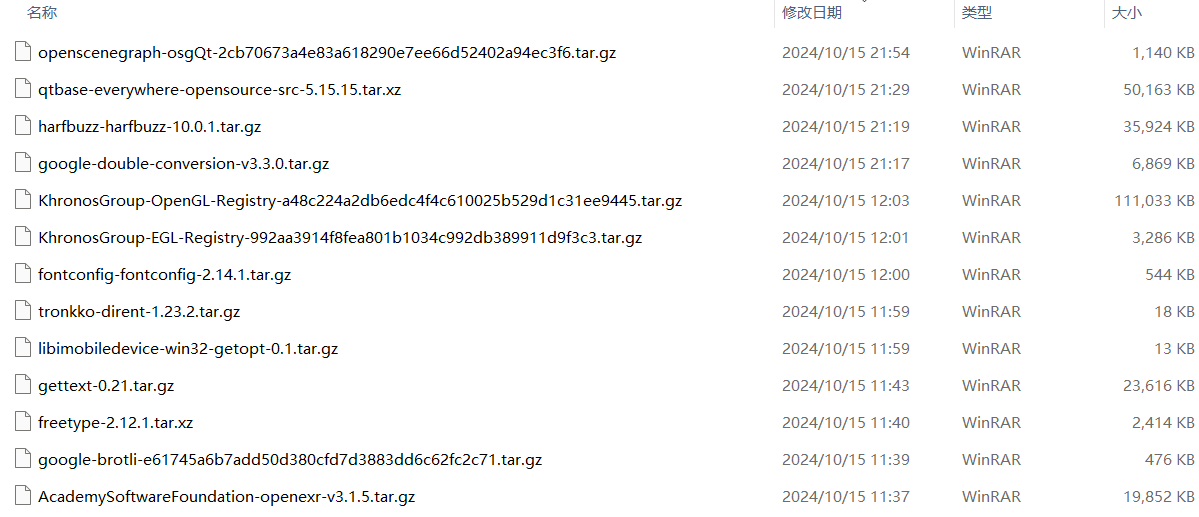 名称 修改日期 类型 大小
openscenegraph-osgQt-2cb70673a4e83a618290e7ee66d52402a94ec3f6.tar.gz 2024/10/15 21:54 WinRAR 1,140 KB
qtbase-everywhere-opensource-src-5.15.15.tar.xz 2024/10/15 21:29 WinRAR 50,163 KB
harfbuzz-harfbuzz-10.0.1.tar.gz 2024/10/15 21:19 WinRAR 35,924 KB
google-double-conversion-v3.3.0.tar.gz 2024/10/15 21:17 WinRAR 6,869 KB
KhronosGroup-OpenGL-Registry-a48c224a2db6edc4f4c610025b529d1c31ee9445.tar.gz 2024/10/15 12:03 WinRAR 111,033 KB
KhronosGroup-EGL-Registry-992aa3914f8fea801b1034c992db389911d9f3c3.tar.gz 2024/10/15 12:01 WinRAR 3,286 KB
fontconfig-fontconfig-2.14.1.tar.gz 2024/10/15 12:00 WinRAR 544 KB
tronkko-dirent-1.23.2.tar.gz 2024/10/15 11:59 WinRAR 18 KB
libimobiledevice-win32-getopt-0.1.tar.gz 2024/10/15 11:59 WinRAR 13 KB
gettext-0.21.tar.gz 2024/10/15 11:43 WinRAR 23,616 KB
freetype-2.12.1.tar.xz 2024/10/15 11:40 WinRAR 2,414 KB
google-brotli-e61745a6b7add50d380cfd7d3883dd6c62fc2c71.tar.gz 2024/10/15 11:39 WinRAR 476 KB
AcademySoftwareFoundation-openexr-v3.1.5.tar.gz 2024/10/15 11:37 WinRAR 19,852 KB